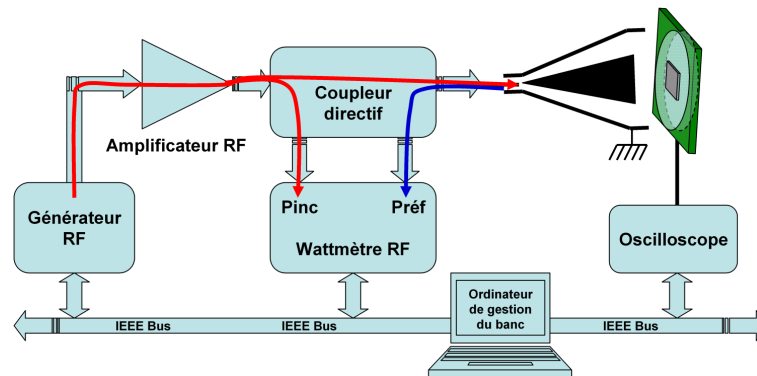 Coupleur
directif
Amplificateur RF
Générateur
RF
Pinc
Préf
Wattmètre RF
Oscilloscope
Ordinateur
de gestion
du banc
IEEE Bus
IEEE Bus
IEEE Bus